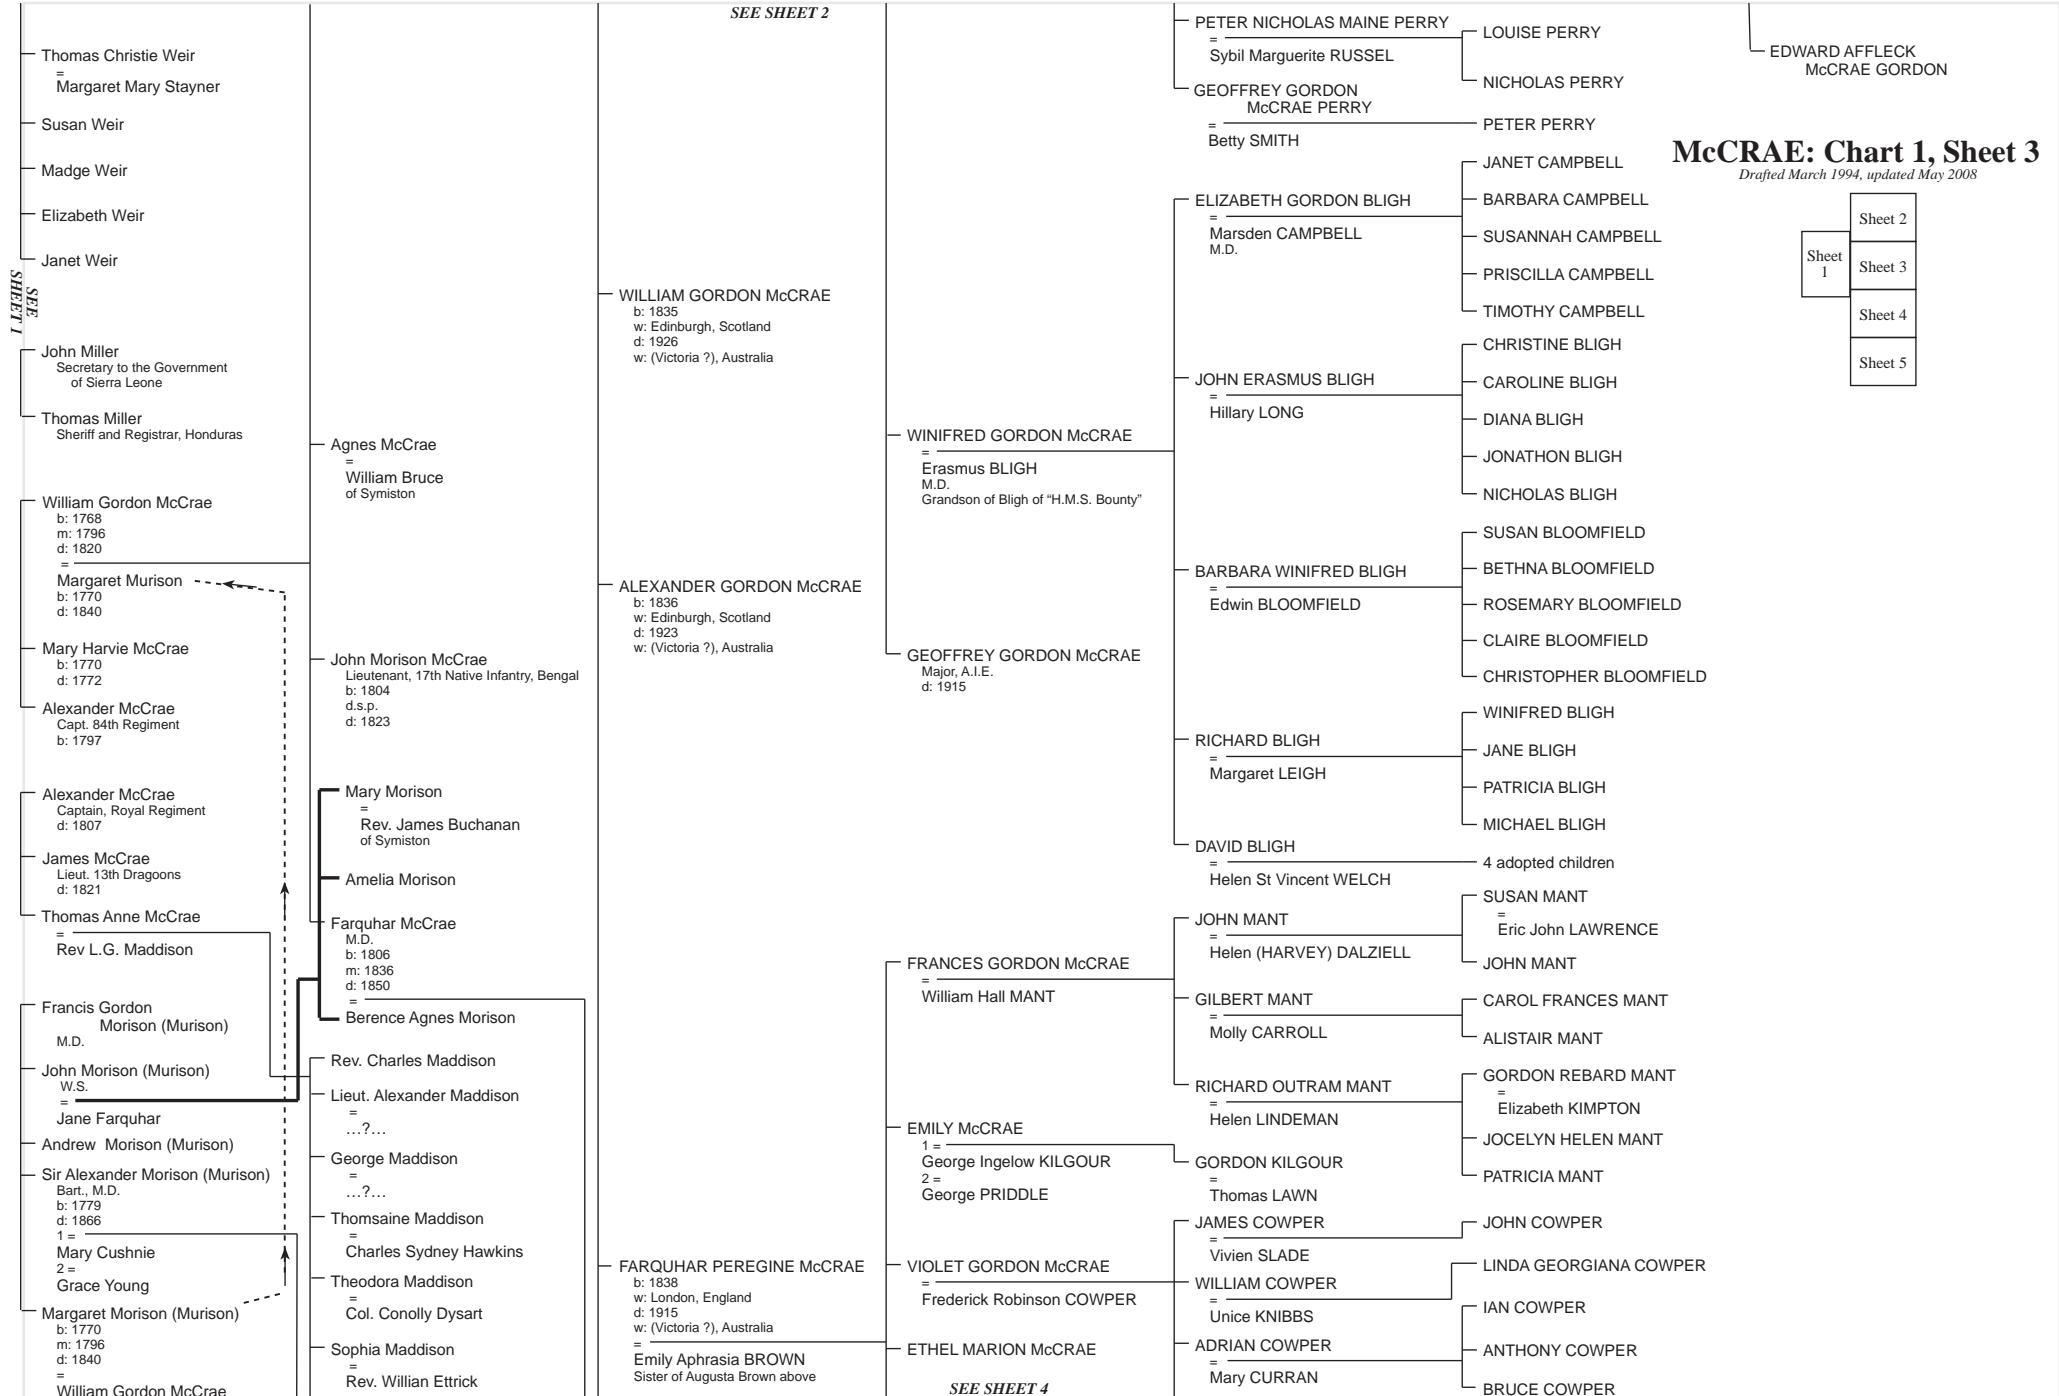 SEE SHEET 2
McCRAE: Chart 1, Sheet 3
Drafted March 1994, updated May 2008
Sheet 2
Sheet
1
Sheet 3
Sheet 4
Sheet 5
SEE
SHEET 1
Thomas Christie Weir
=
Margaret Mary Stayner
Susan Weir
Madge Weir
Elizabeth Weir
Janet Weir
John Miller
Secretary to the Government
of Sierra Leone
Thomas Miller
Sheriff and Registrar, Honduras
William Gordon McCrae
b: 1768
m: 1796
d: 1820
=
Margaret Murison
b: 1770
d: 1840
Mary Harvie McCrae
b: 1770
d: 1772
Alexander McCrae
Capt. 84th Regiment
b: 1797
Alexander McCrae
Captain, Royal Regiment
d: 1807
James McCrae
Lieut. 13th Dragoons
d: 1821
Thomas Anne McCrae
=
Rev L.G. Maddison
Francis Gordon
Morison (Murison)
M.D.
John Morison (Murison)
W.S.
=
Jane Farquhar
Andrew Morison (Murison)
Sir Alexander Morison (Murison)
Bart., M.D.
b: 1779
d: 1866
1 =
Mary Cushnie
2 =
Grace Young
Margaret Morison (Murison)
b: 1770
m: 1796
d: 1840
=
William Gordon McCrae
Agnes McCrae
=
William Bruce
of Symiston
John Morison McCrae
Lieutenant, 17th Native Infantry, Bengal
b: 1804
d.s.p.
d: 1823
Mary Morison
=
Rev. James Buchanan
of Symiston
Amelia Morison
Farquhar McCrae
M.D.
b: 1806
m: 1836
d: 1850
=
Berence Agnes Morison
Rev. Charles Maddison
Lieut. Alexander Maddison
=
...?...
George Maddison
=
...?...
Thomsaine Maddison
=
Charles Sydney Hawkins
Theodora Maddison
=
Col. Conolly Dysart
Sophia Maddison
=
Rev. Willian Ettrick
WILLIAM GORDON McCRAE
b: 1835
w: Edinburgh, Scotland
d: 1926
w: (Victoria ?), Australia
ALEXANDER GORDON McCRAE
b: 1836
w: Edinburgh, Scotland
d: 1923
w: (Victoria ?), Australia
FARQUHAR PEREGINE McCRAE
b: 1838
w: London, England
d: 1915
w: (Victoria ?), Australia
=
Emily Aphrasia BROWN
Sister of Augusta Brown above
WINIFRED GORDON McCRAE
=
Erasmus BLIGH
M.D.
Grandson of Bligh of “H.M.S. Bounty”
GEOFFREY GORDON McCRAE
Major, A.I.E.
d: 1915
FRANCES GORDON McCRAE
=
William Hall MANT
EMILY McCRAE
1 =
George Ingelow KILGOUR
2 =
George PRIDDLE
VIOLET GORDON McCRAE
=
Frederick Robinson COWPER
ETHEL MARION McCRAE
SEE SHEET 4
PETER NICHOLAS MAINE PERRY
=
Sybil Marguerite RUSSEL
GEOFFREY GORDON
McCRAE PERRY
=
Betty SMITH
ELIZABETH GORDON BLIGH
=
Marsden CAMPBELL
M.D.
JOHN ERASMUS BLIGH
=
Hillary LONG
BARBARA WINIFRED BLIGH
=
Edwin BLOOMFIELD
RICHARD BLIGH
=
Margaret LEIGH
DAVID BLIGH
=
Helen St Vincent WELCH
JOHN MANT
=
Helen (HARVEY) DALZIELL
GILBERT MANT
=
Molly CARROLL
RICHARD OUTRAM MANT
=
Helen LINDEMAN
GORDON KILGOUR
=
Thomas LAWN
JAMES COWPER
=
Vivien SLADE
WILLIAM COWPER
=
Unice KNIBBS
ADRIAN COWPER
=
Mary CURRAN
LOUISE PERRY
NICHOLAS PERRY
PETER PERRY
JANET CAMPBELL
BARBARA CAMPBELL
SUSANNAH CAMPBELL
PRISCILLA CAMPBELL
TIMOTHY CAMPBELL
CHRISTINE BLIGH
CAROLINE BLIGH
DIANA BLIGH
JONATHON BLIGH
NICHOLAS BLIGH
SUSAN BLOOMFIELD
BETHNA BLOOMFIELD
ROSEMARY BLOOMFIELD
CLAIRE BLOOMFIELD
CHRISTOPHER BLOOMFIELD
WINIFRED BLIGH
JANE BLIGH
PATRICIA BLIGH
MICHAEL BLIGH
4 adopted children
SUSAN MANT
=
Eric John LAWRENCE
JOHN MANT
CAROL FRANCES MANT
ALISTAIR MANT
GORDON REBARD MANT
=
Elizabeth KIMPTON
JOCELYN HELEN MANT
PATRICIA MANT
JOHN COWPER
LINDA GEORGIANA COWPER
IAN COWPER
ANTHONY COWPER
BRUCE COWPER
EDWARD AFFLECK
McCRAE GORDON